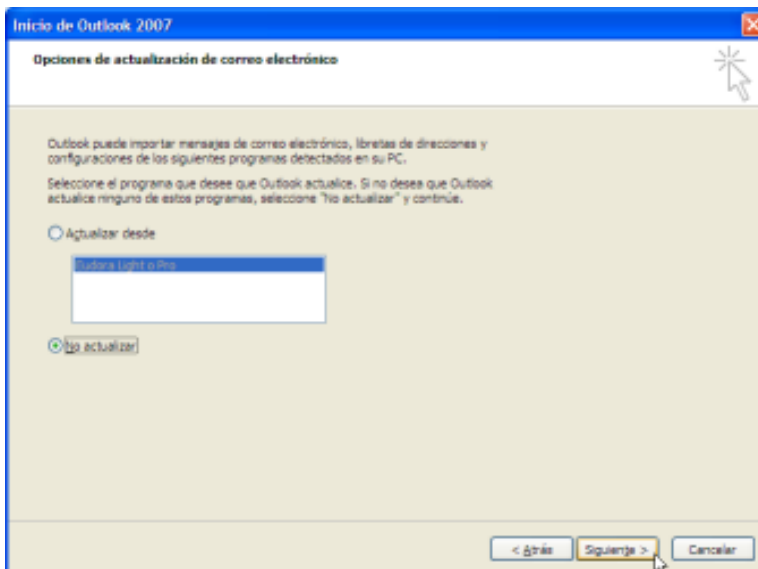 Inicio de Outlook 2007
Opciones de actualización de correo electrónico
Outlook puede importar mensajes de correo electrónico, libretas de direcciones y
configuraciones de los siguientes programas detectados en su PC.
Seleccione el programa que desee que Outlook actualice. Si no desea que Outlook
actualice ninguno de estos programas, seleccione "No actualizar" y continúe.
Actualizar desde
Eudora Light o Pro
No actualizar
< Atrás
Siguiente >
Cancelar